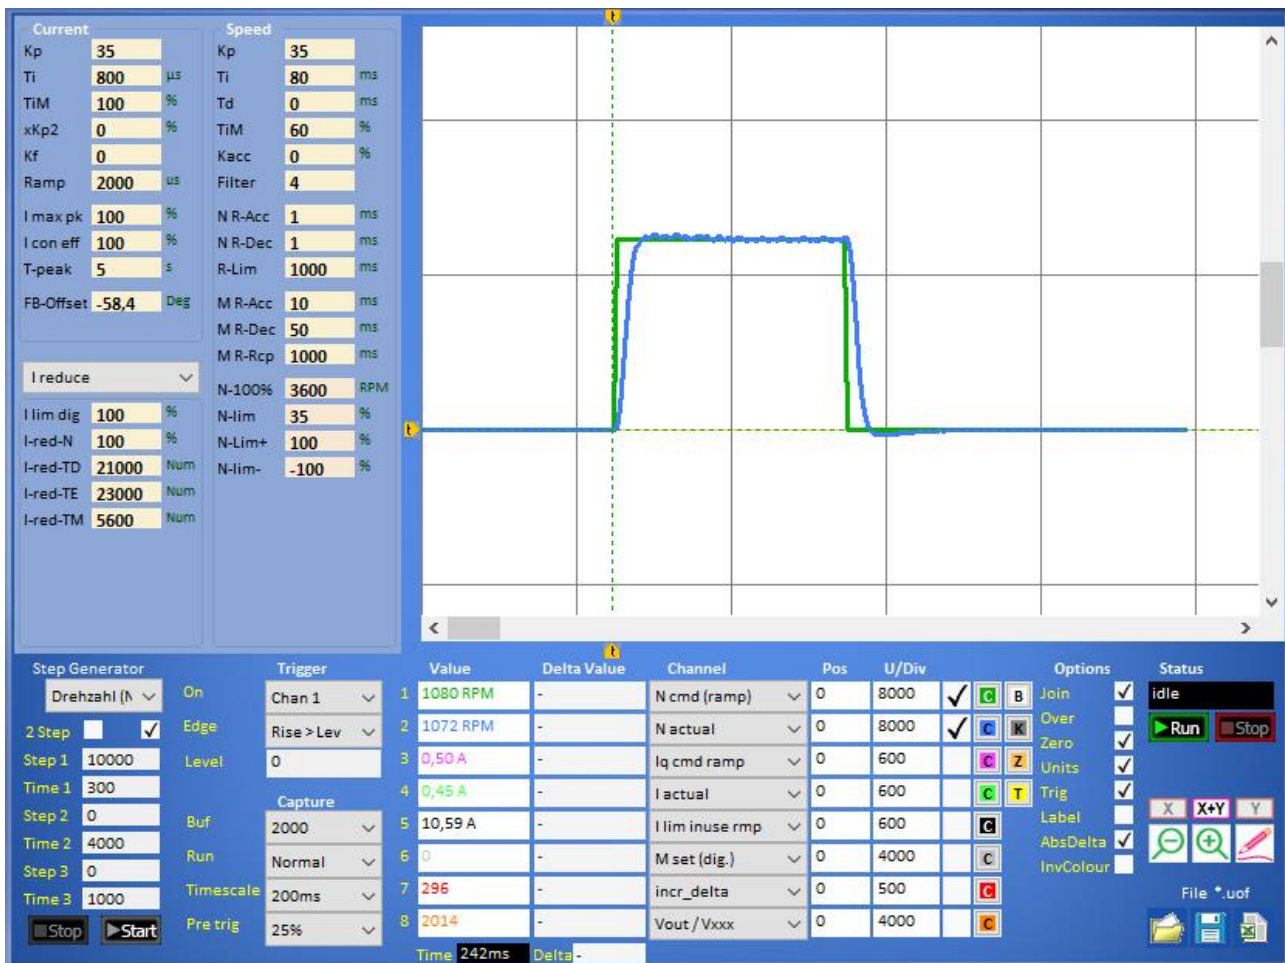 Current
Kp 35
Ti 800 µs
TiM 100 %
xKp2 0 %
Kf 0
Ramp 2000 us
I max pk 100 %
I con eff 100 %
T-peak 5 s
FB-Offset -58,4 Deg
I reduce
I lim dig 100 %
I-red-N 100 %
I-red-TD 21000 Num
I-red-TE 23000 Num
I-red-TM 5600 Num
Speed
Kp 35
Ti 80 ms
Td 0 ms
TiM 60 %
Kacc 0 %
Filter 4
N R-Acc 1 ms
N R-Dec 1 ms
R-Lim 1000 ms
M R-Acc 10 ms
M R-Dec 50 ms
M R-Rcp 1000 ms
N-100% 3600 RPM
N-lim 35 %
N-Lim+ 100 %
N-lim- -100 %
t
t
t
Step Generator
Drehzahl (N
2 Step
Step 1 10000
Time 1 300
Step 2 0
Time 2 4000
Step 3 0
Time 3 1000
Stop Start
Trigger
On Chan 1
Edge Rise > Lev
Level 0
Capture
Buf 2000
Run Normal
Timescale 200ms
Pre trig 25%
Value Delta Value Channel Pos U/Div
1 1080 RPM - N cmd (ramp) 0 8000 C B
2 1072 RPM - N actual 0 8000 C K
3 0,50 A - Iq cmd ramp 0 600 C Z
4 0,45 A - I actual 0 600 C T
5 10,59 A - I lim inuse rmp 0 600 C
6 0 - M set (dig.) 0 4000 C
7 296 - incr_delta 0 500 C
8 2014 - Vout / Vxxx 0 4000 C
Time 242ms Delta -
Options
Join
Over
Zero
Units
Trig
Label
AbsDelta
InvColour
Status
idle
Run Stop
X X+Y Y
File *.uof